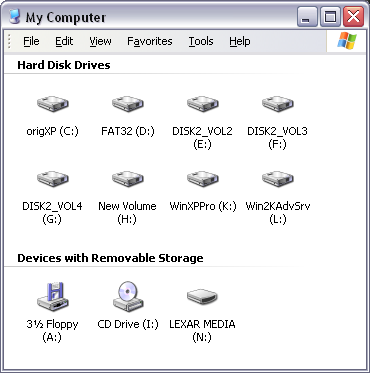 My Computer
File Edit View Favorites Tools Help
Hard Disk Drives
origXP (C:) FAT32 (D:) DISK2_VOL2 DISK2_VOL3
(E:) (F:)
DISK2_VOL4 New Volume WinXPPro (K:) Win2KAdvSrv
(G:) (H:) (L:)
Devices with Removable Storage
3½ Floppy CD Drive (I:) LEXAR MEDIA
(A:) (N:)